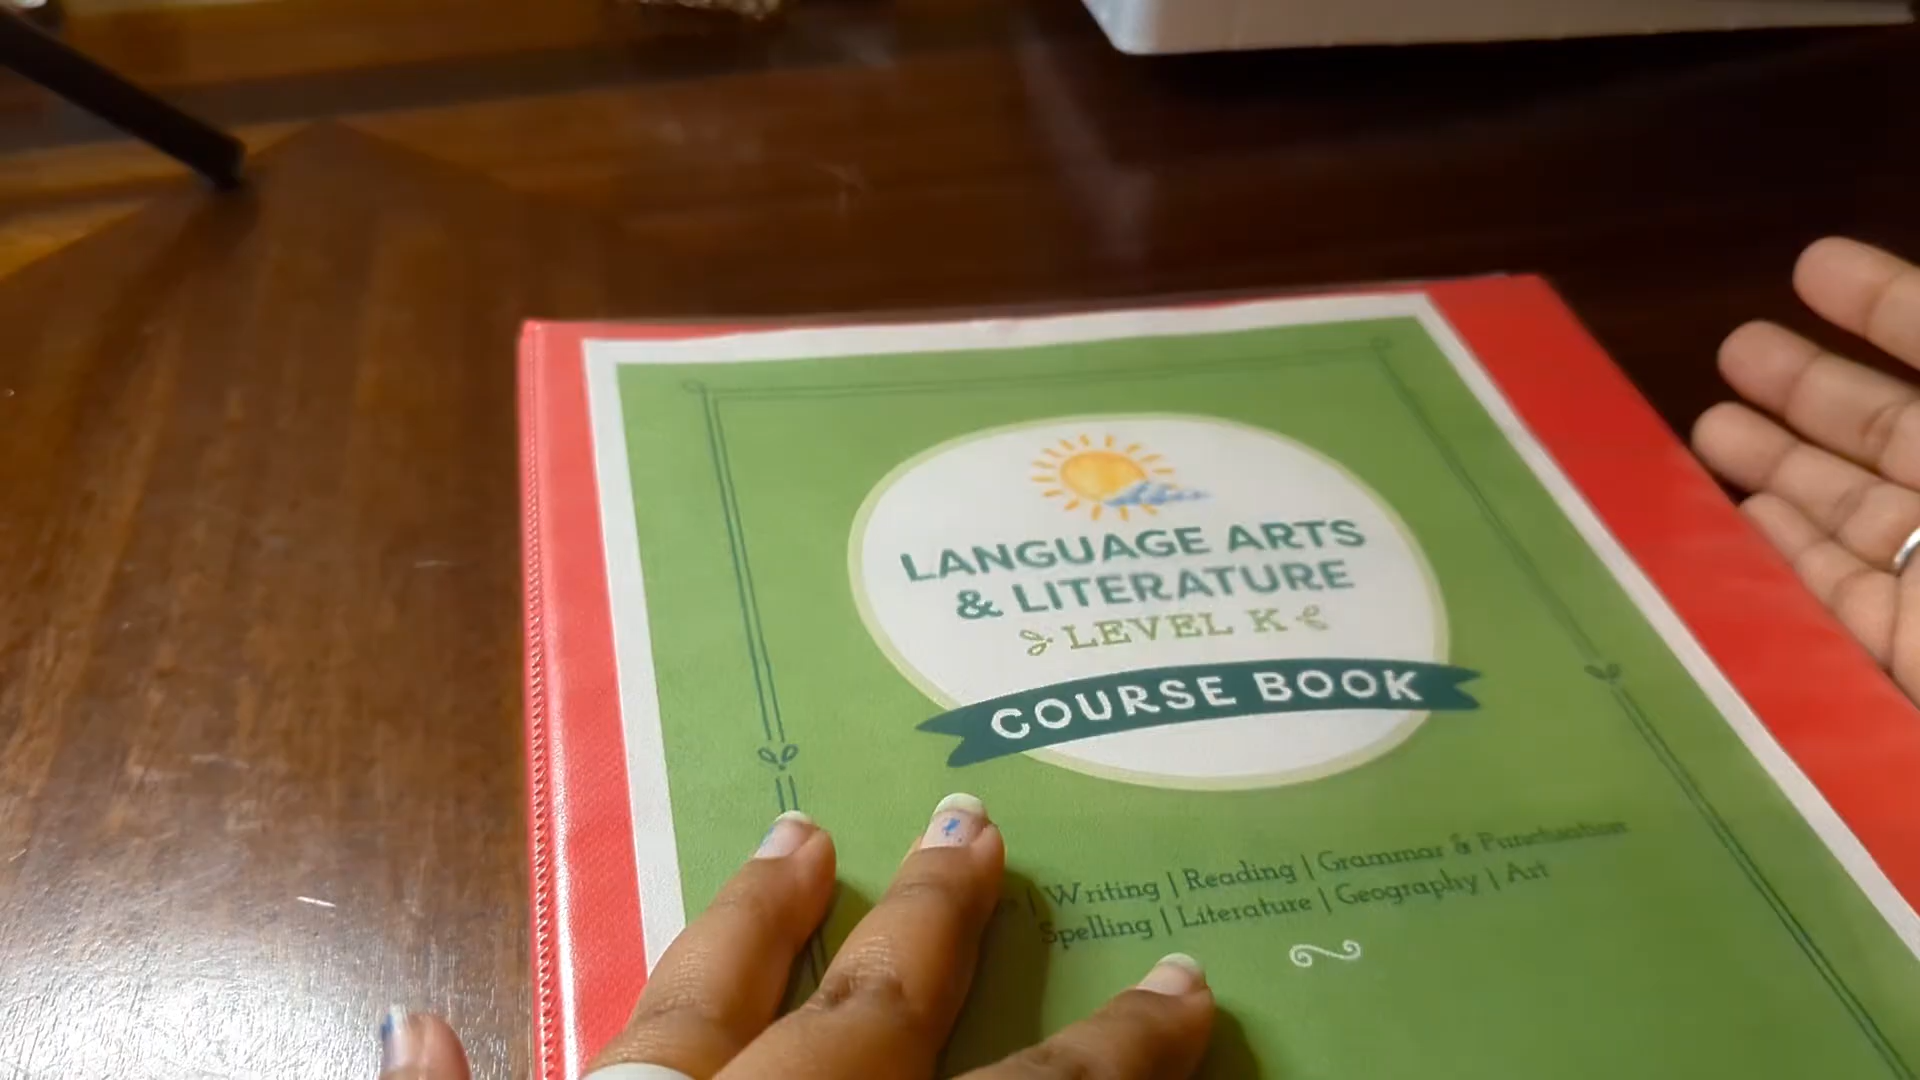 LANGUAGE ARTS
& LITERATURE
LEVEL K
COURSE BOOK
| Writing | Reading | Grammar & Punctuation
Spelling | Literature | Geography | Art